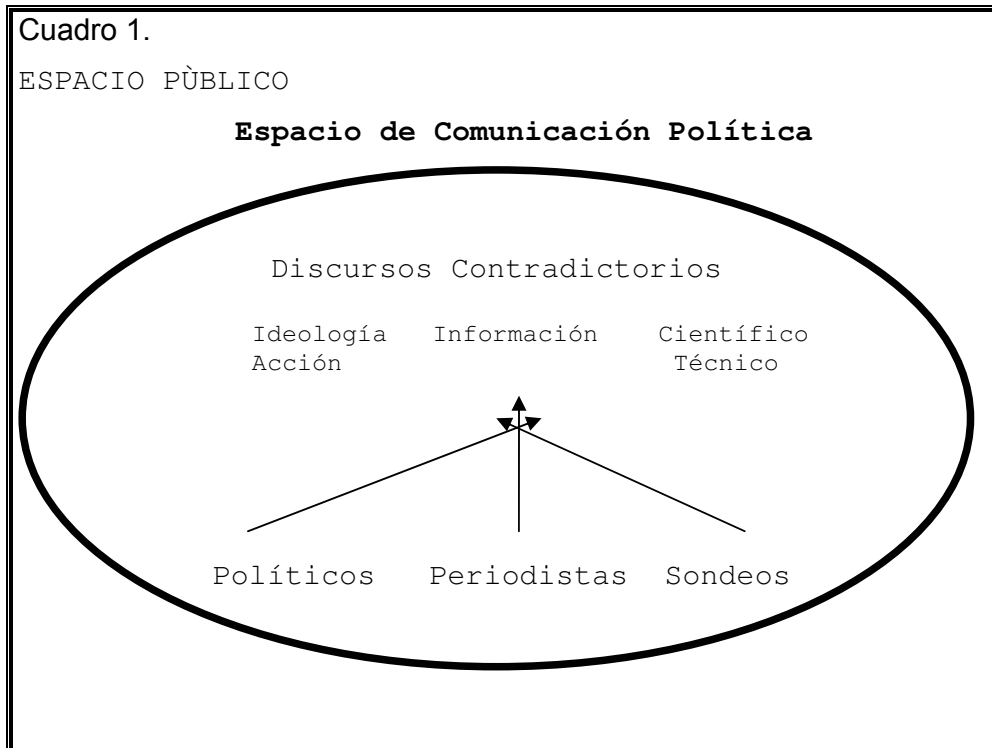 Cuadro 1.
ESPACIO PÙBLICO
Espacio de Comunicación Política
Discursos Contradictorios
Ideología Información Científico
Acción Técnico
Políticos Periodistas Sondeos